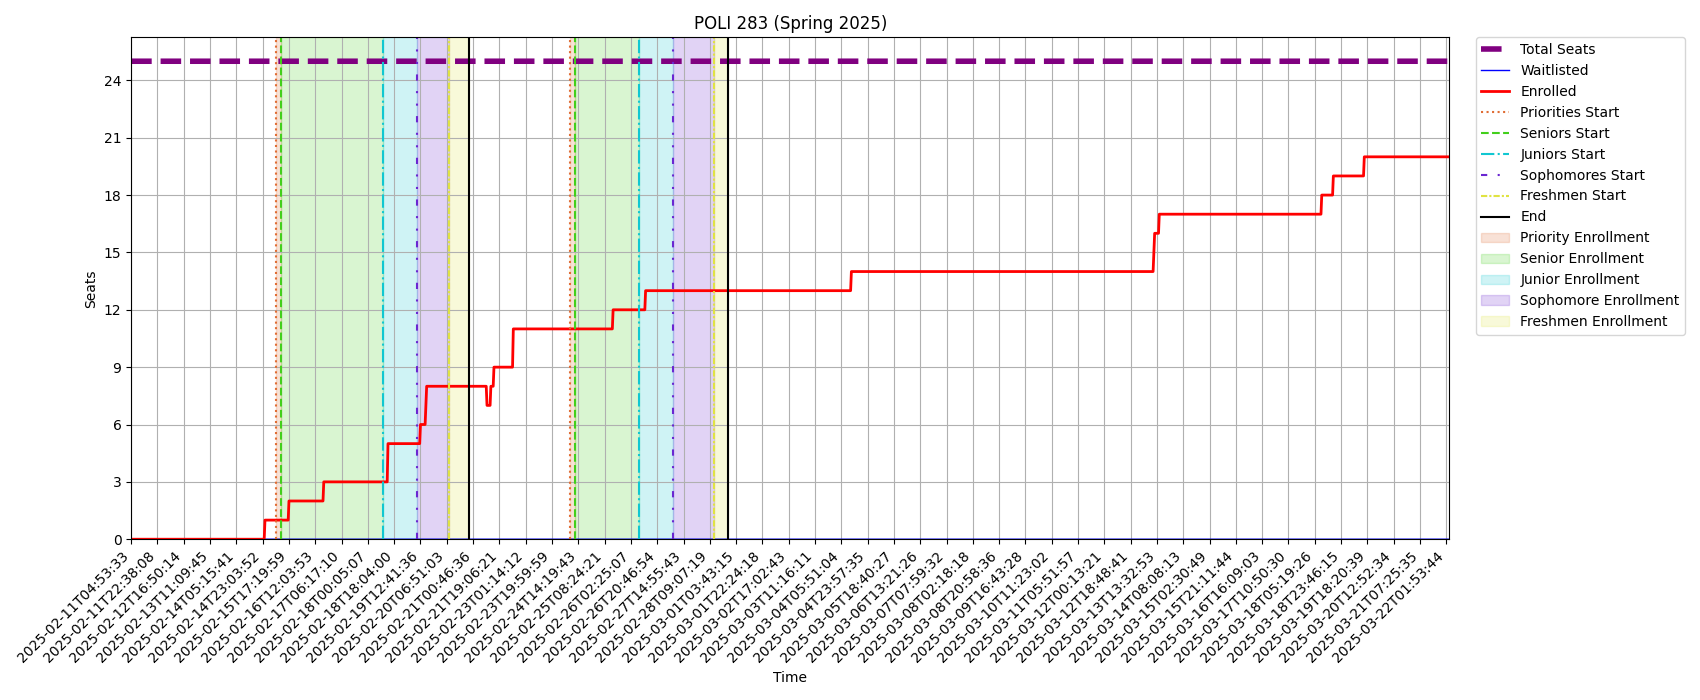 POLI 283 (Spring 2025)
Seats
24
21
18
15
12
9
6
3
0
2025-02-11T04:53:33
2025-02-11T22:38:08
2025-02-12T16:50:14
2025-02-13T11:09:45
2025-02-14T05:15:41
2025-02-14T23:03:52
2025-02-15T17:19:59
2025-02-16T12:03:53
2025-02-17T06:17:10
2025-02-18T00:05:07
2025-02-18T18:04:00
2025-02-19T12:41:36
2025-02-20T06:51:03
2025-02-21T00:46:36
2025-02-21T19:06:21
2025-02-23T01:14:12
2025-02-23T19:59:59
2025-02-24T14:19:43
2025-02-25T08:24:21
2025-02-26T02:25:07
2025-02-26T20:46:54
2025-02-27T14:55:43
2025-02-28T09:07:19
2025-03-01T03:43:15
2025-03-01T22:24:18
2025-03-02T17:02:43
2025-03-03T11:16:11
2025-03-04T05:51:04
2025-03-04T23:57:35
2025-03-05T18:40:27
2025-03-06T13:21:26
2025-03-07T07:59:32
2025-03-08T02:18:18
2025-03-08T20:58:36
2025-03-09T16:43:28
2025-03-10T11:23:02
2025-03-11T05:51:57
2025-03-12T00:13:21
2025-03-12T18:48:41
2025-03-13T13:32:53
2025-03-14T08:08:13
2025-03-15T02:30:49
2025-03-15T21:11:44
2025-03-16T16:09:03
2025-03-17T10:50:30
2025-03-18T05:19:26
2025-03-18T23:46:15
2025-03-19T18:20:39
2025-03-20T12:52:34
2025-03-21T07:25:35
2025-03-22T01:53:44
Time
Total Seats
Waitlisted
Enrolled
Priorities Start
Seniors Start
Juniors Start
Sophomores Start
Freshmen Start
End
Priority Enrollment
Senior Enrollment
Junior Enrollment
Sophomore Enrollment
Freshmen Enrollment